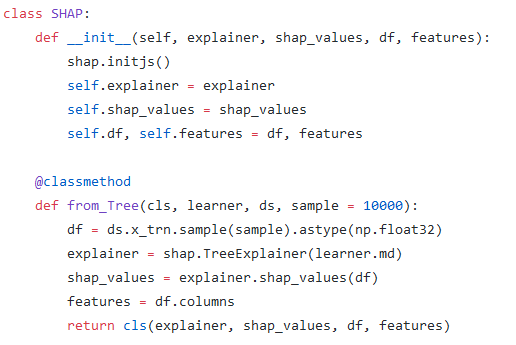 class SHAP:
    def __init__(self, explainer, shap_values, df, features):
        shap.initjs()
        self.explainer = explainer
        self.shap_values = shap_values
        self.df, self.features = df, features

    @classmethod
    def from_Tree(cls, learner, ds, sample = 10000):
        df = ds.x_trn.sample(sample).astype(np.float32)
        explainer = shap.TreeExplainer(learner.md)
        shap_values = explainer.shap_values(df)
        features = df.columns
        return cls(explainer, shap_values, df, features)